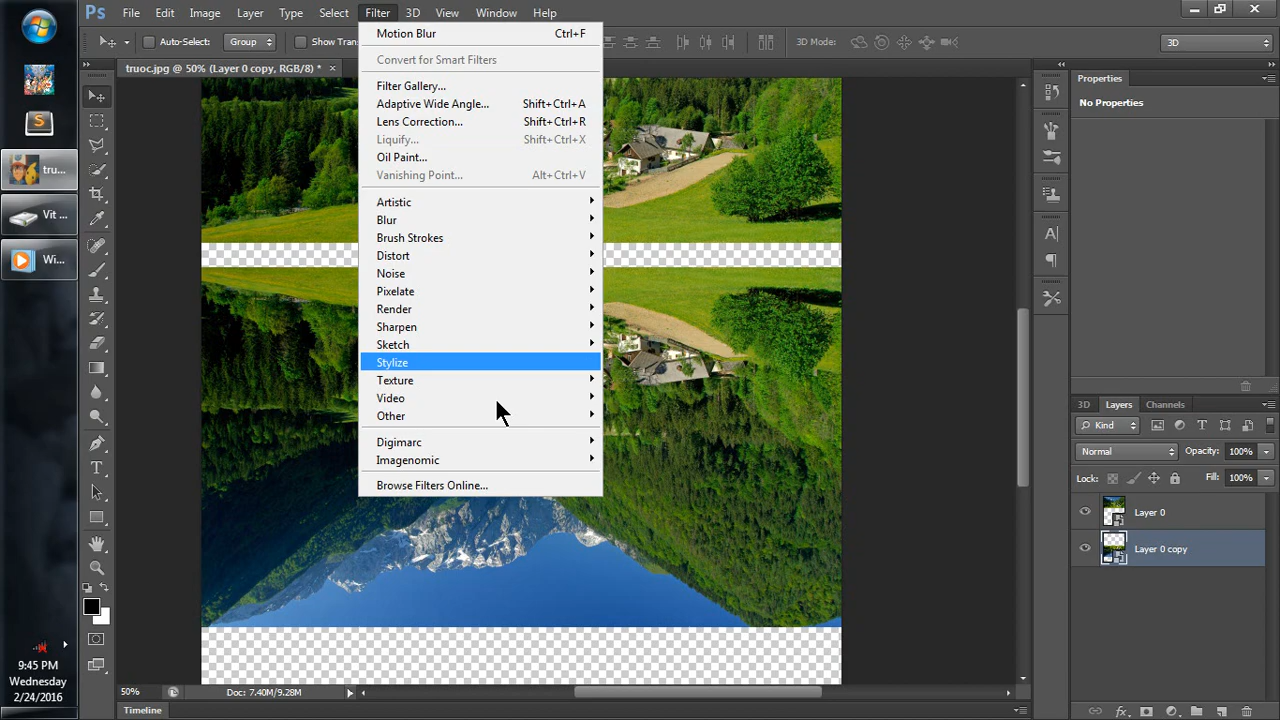 Ps File Edit Image Layer Type Select Filter 3D View Window Help
Auto-Select: Group Show Tran 3D Mode: 3D
truoc.jpg @ 50% (Layer 0 copy, RGB/8) * ×
Motion Blur Ctrl+F
Convert for Smart Filters
Filter Gallery...
Adaptive Wide Angle... Shift+Ctrl+A
Lens Correction... Shift+Ctrl+R
Liquify... Shift+Ctrl+X
Oil Paint...
Vanishing Point... Alt+Ctrl+V
Artistic
Blur
Brush Strokes
Distort
Noise
Pixelate
Render
Sharpen
Sketch
Stylize
Texture
Video
Other
Digimarc
Imagenomic
Browse Filters Online...
Properties
No Properties
3D Layers Channels
Kind
Normal Opacity: 100%
Lock: Fill: 100%
Layer 0
Layer 0 copy
S
tru...
Vit ...
Wi...
9:45 PM
Wednesday
2/24/2016
50% Doc: 7.40M/9.28M
Timeline